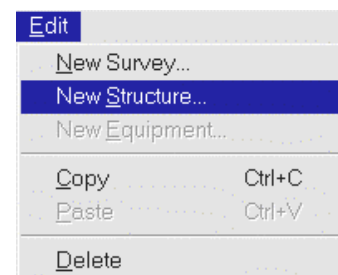 Edit
New Survey...
New Structure...
New Equipment...
Copy Ctrl+C
Paste Ctrl+V
Delete